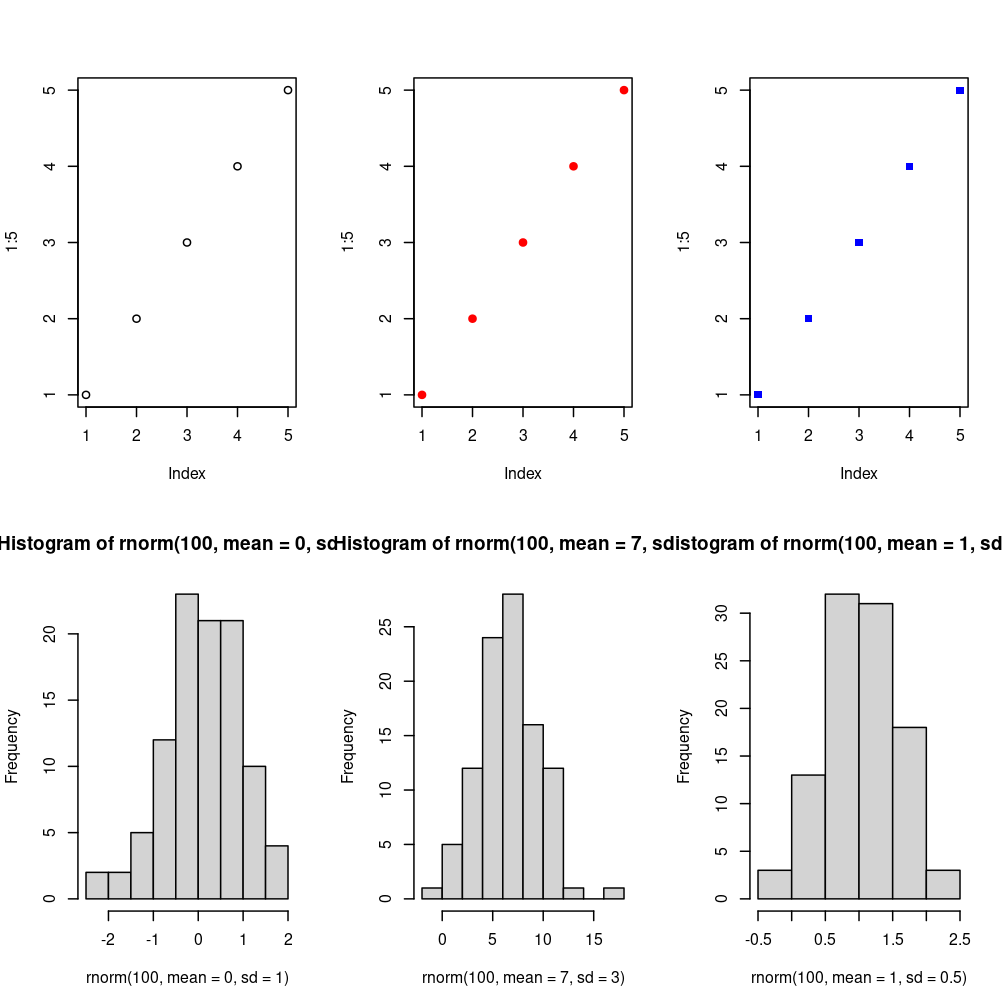 5
4
3
2
1
1:5
1 2 3 4 5
Index
5
4
3
2
1
1:5
1 2 3 4 5
Index
5
4
3
2
1
1:5
1 2 3 4 5
Index
Histogram of rnorm(100, mean = 0, sd
Histogram of rnorm(100, mean = 7, sd
istogram of rnorm(100, mean = 1, sd
20
15
10
5
0
Frequency
-2 -1 0 1 2
rnorm(100, mean = 0, sd = 1)
25
20
15
10
5
0
Frequency
0 5 10 15
rnorm(100, mean = 7, sd = 3)
30
25
20
15
10
5
0
Frequency
-0.5 0.5 1.5 2.5
rnorm(100, mean = 1, sd = 0.5)